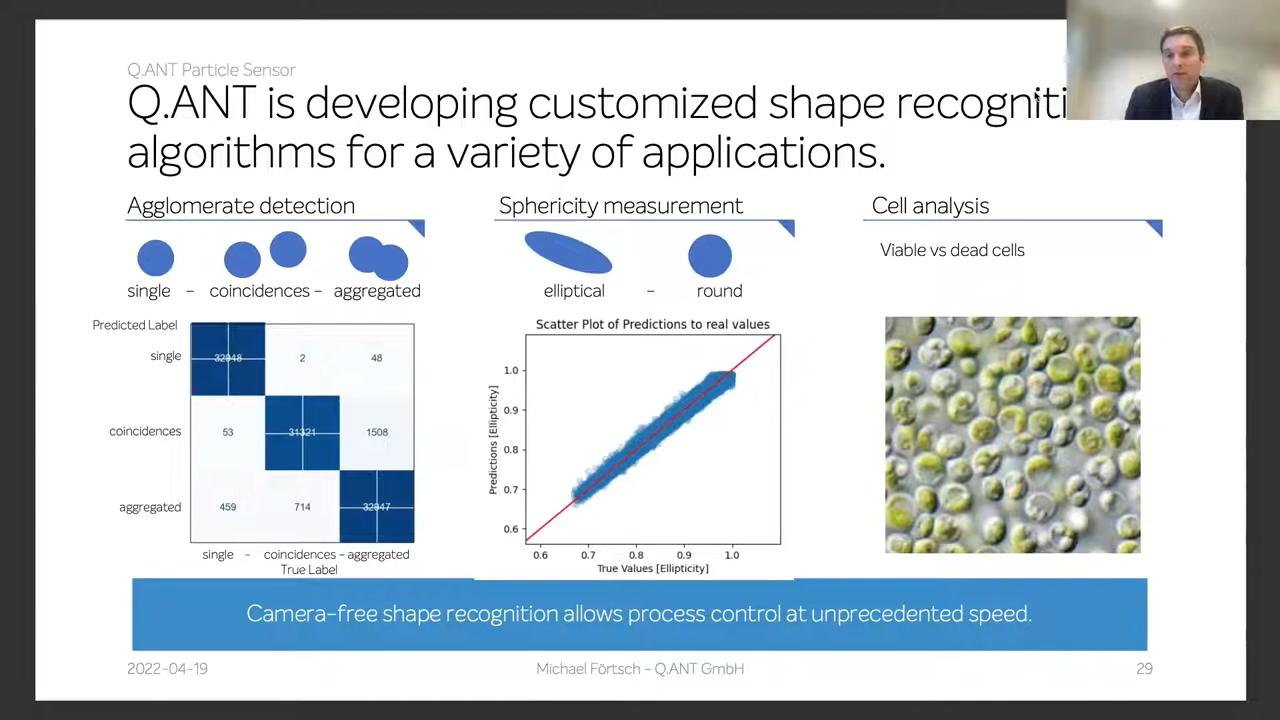 Q.ANT Particle Sensor
Q.ANT is developing customized shape recogniti
algorithms for a variety of applications.
Agglomerate detection
single - coincidences - aggregated
Predicted Label
single
32948 2 48
coincidences
53 31321 1508
aggregated
459 714 32947
single - coincidences - aggregated
True Label
Sphericity measurement
elliptical - round
Scatter Plot of Predictions to real values
Predictions [Ellipticity]
1.0
0.9
0.8
0.7
0.6
0.6 0.7 0.8 0.9 1.0
True Values [Ellipticity]
Cell analysis
Viable vs dead cells
Camera-free shape recognition allows process control at unprecedented speed.
2022-04-19
Michael Förtsch - Q.ANT GmbH
29